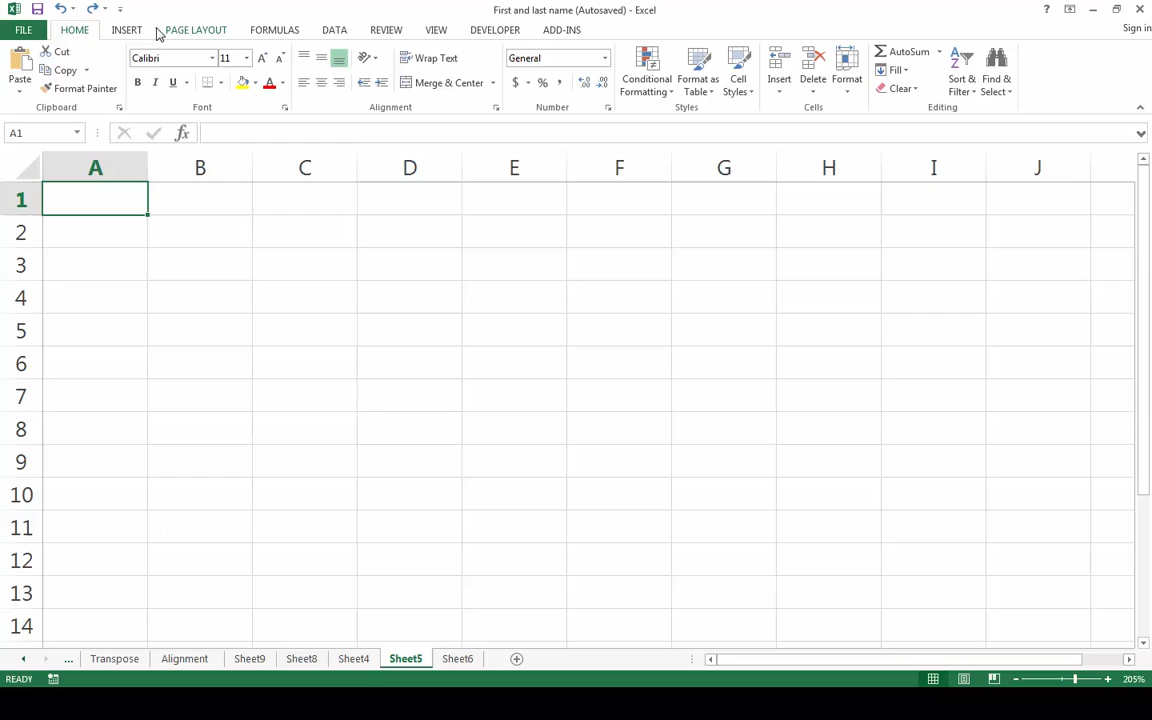 First and last name (Autosaved) - Excel
FILE HOME INSERT PAGE LAYOUT FORMULAS DATA REVIEW VIEW DEVELOPER ADD-INS Sign in
Paste
Cut
Copy
Format Painter
Clipboard
Calibri 11
B I U
Font
Wrap Text
Merge & Center
Alignment
General
$ % ,
Number
Conditional Formatting
Format as Table
Cell Styles
Styles
Insert
Delete
Format
Cells
AutoSum
Fill
Clear
Sort & Filter
Find & Select
Editing
A1 fx
A B C D E F G H I J
1
2
3
4
5
6
7
8
9
10
11
12
13
14
... Transpose Alignment Sheet9 Sheet8 Sheet4 Sheet5 Sheet6
READY 205%